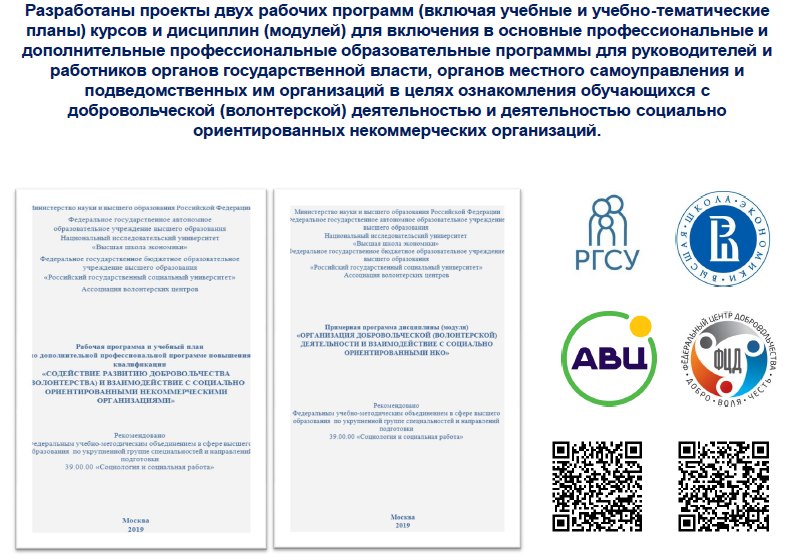 Разработаны проекты двух рабочих программ (включая учебные и учебно-тематические
планы) курсов и дисциплин (модулей) для включения в основные профессиональные и
дополнительные профессиональные образовательные программы для руководителей и
работников органов государственной власти, органов местного самоуправления и
подведомственных им организаций в целях ознакомления обучающихся с
добровольческой (волонтерской) деятельностью и деятельностью социально
ориентированных некоммерческих организаций.
Министерство науки и высшего образования Российской Федерации
Федеральное государственное автономное
образовательное учреждение высшего образования
Национальный исследовательский университет
«Высшая школа экономики»
Федеральное государственное бюджетное образовательное
учреждение высшего образования
«Российский государственный социальный университет»
Ассоциация волонтерских центров
Рабочая программа и учебный план
по дополнительной профессиональной программе повышения
квалификации
«СОДЕЙСТВИЕ РАЗВИТИЮ ДОБРОВОЛЬЧЕСТВА
(ВОЛОНТЕРСТВА) И ВЗАИМОДЕЙСТВИЕ С СОЦИАЛЬНО
ОРИЕНТИРОВАННЫМИ НЕКОММЕРЧЕСКИМИ
ОРГАНИЗАЦИЯМИ»
Рекомендовано
Федеральным учебно-методическим объединением в сфере высшего
образования по укрупненной группе специальностей и направлений
подготовки
39.00.00 «Социология и социальная работа»
Москва
2019
Министерство науки и высшего образования Российской Федерации
Федеральное государственное автономное образовательное учреждение
высшего образования
Национальный исследовательский университет
«Высшая школа экономики»
Федеральное государственное бюджетное образовательное учреждение
высшего образования
«Российский государственный социальный университет»
Ассоциация волонтерских центров
Примерная программа дисциплины (модули)
«ОРГАНИЗАЦИЯ ДОБРОВОЛЬЧЕСКОЙ (ВОЛОНТЕРСКОЙ)
ДЕЯТЕЛЬНОСТИ И ВЗАИМОДЕЙСТВИЕ С СОЦИАЛЬНО
ОРИЕНТИРОВАННЫМИ НКО»
Рекомендовано
Федеральным учебно-методическим объединением в сфере высшего
образования по укрупненной группе специальностей и направлений
подготовки
39.00.00 «Социология и социальная работа»
Москва
2019
РГСУ
ВЫСШАЯ ШКОЛА ЭКОНОМИКИ
АВЦ
ФЕДЕРАЛЬНЫЙ ЦЕНТР ДОБРОВОЛЬЧЕСТВА
ФЦД
ДОБРО • ВОЛЯ • ЧЕСТЬ